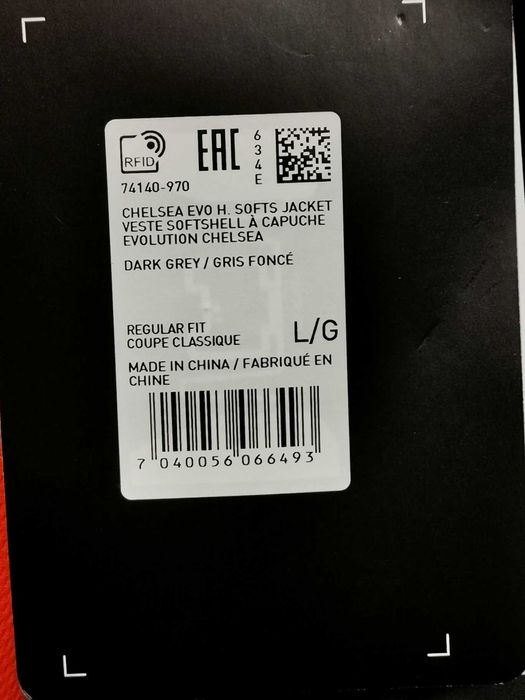 RFID
EAC
6
3
4
E
74140-970
CHELSEA EVO H. SOFTS JACKET
VESTE SOFTSHELL À CAPUCHE
EVOLUTION CHELSEA
DARK GREY / GRIS FONCÉ
REGULAR FIT
COUPE CLASSIQUE
L/G
MADE IN CHINA / FABRIQUÉ EN
CHINE
7 040056 066493